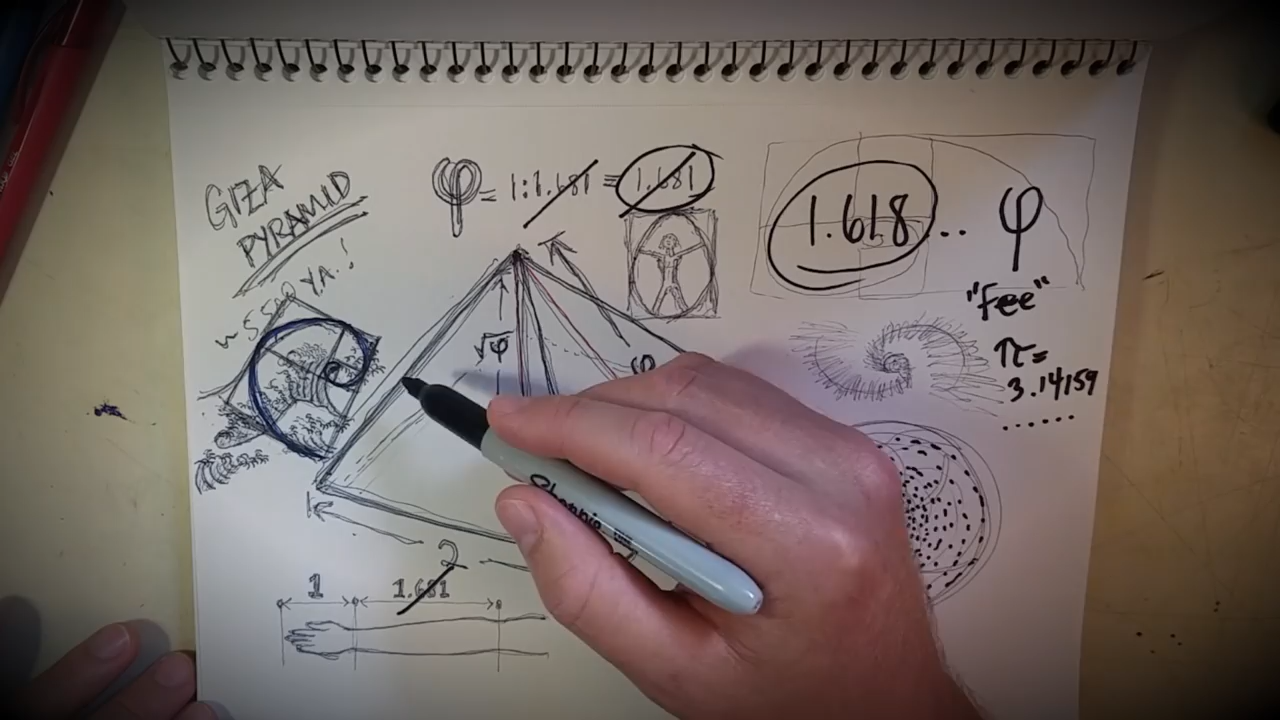 GIZA
PYRAMID
~ 5500 YA.!
φ = 1:1.681 = 1.681
1.618... φ
"Fee"
π =
3.14159
.....
√φ
φ
2
1
1.681
Sharpie